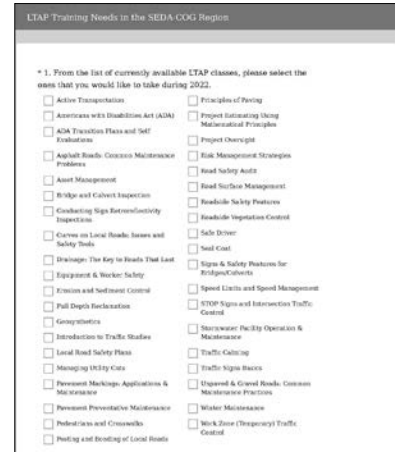 LTAP Training Needs in the SEDA-COG Region
* 1. From the list of currently available LTAP classes, please select the
ones that you would like to take during 2022.
Active Transportation
Americans with Disabilities Act (ADA)
ADA Transition Plans and Self
Evaluations
Asphalt Roads: Common Maintenance
Problems
Asset Management
Bridge and Culvert Inspection
Conducting Sign Retroreflectivity
Inspections
Curves on Local Roads: Issues and
Safety Tools
Drainage: The Key to Roads That Last
Equipment & Worker Safety
Erosion and Sediment Control
Full Depth Reclamation
Geosynthetics
Introduction to Traffic Studies
Local Road Safety Plans
Managing Utility Cuts
Pavement Markings: Applications &
Maintenance
Pavement Preventative Maintenance
Pedestrians and Crosswalks
Posting and Bonding of Local Roads
Principles of Paving
Project Estimating Using
Mathematical Principles
Project Oversight
Risk Management Strategies
Road Safety Audit
Road Surface Management
Roadside Safety Features
Roadside Vegetation Control
Safe Driver
Seal Coat
Signs & Safety Features for
Bridges/Culverts
Speed Limits and Speed Management
STOP Signs and Intersection Traffic
Control
Stormwater Facility Operation &
Maintenance
Traffic Calming
Traffic Signs Basics
Unpaved & Gravel Roads: Common
Maintenance Practices
Winter Maintenance
Work Zone (Temporary) Traffic
Control